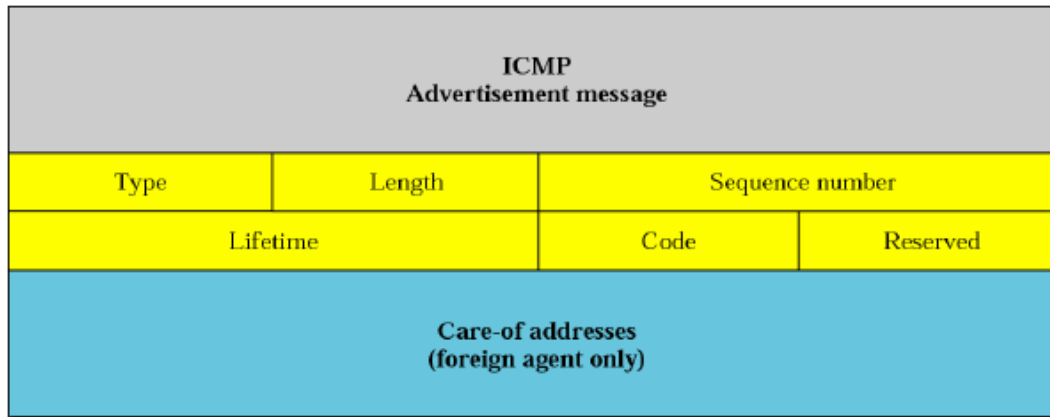 ICMP
Advertisement message
Type Length Sequence number
Lifetime Code Reserved
Care-of addresses
(foreign agent only)